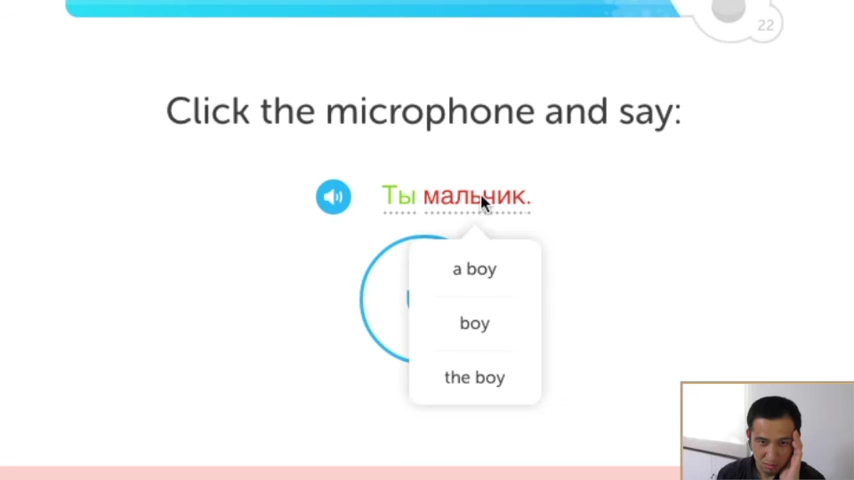 22
Click the microphone and say:
Ты мальчик.
a boy
boy
the boy